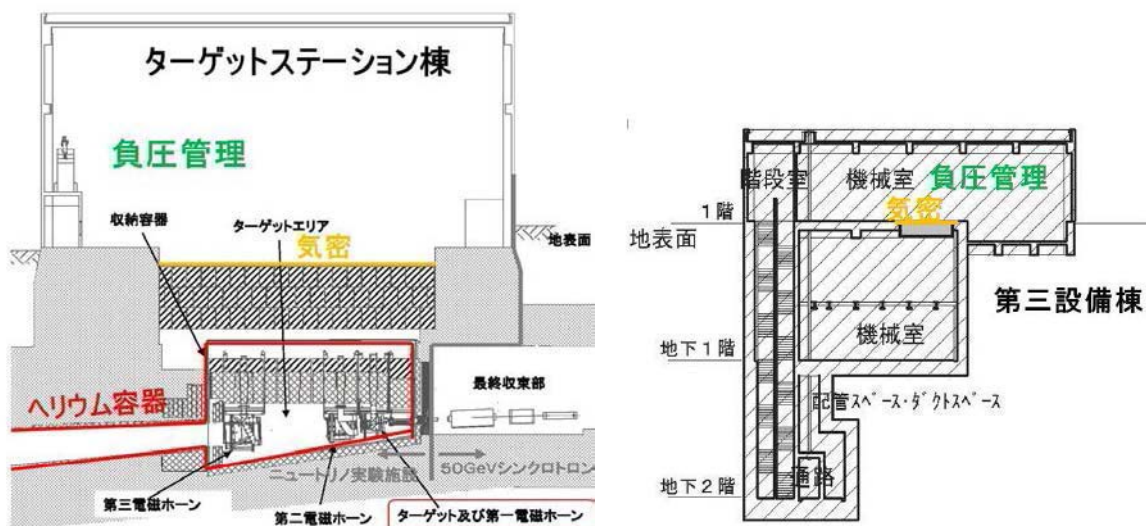 ターゲットステーション棟
負圧管理
収納容器
ターゲットエリア
気密
地表面
ヘリウム容器
最終収束部
ニュートリノ実験施設
50GeVシンクロトロン
第三電磁ホーン
第二電磁ホーン
ターゲット及び第一電磁ホーン
階段室
機械室
負圧管理
気密
1階
地表面
第三設備棟
機械室
地下1階
配管スペース・ダクトスペース
通路
地下2階